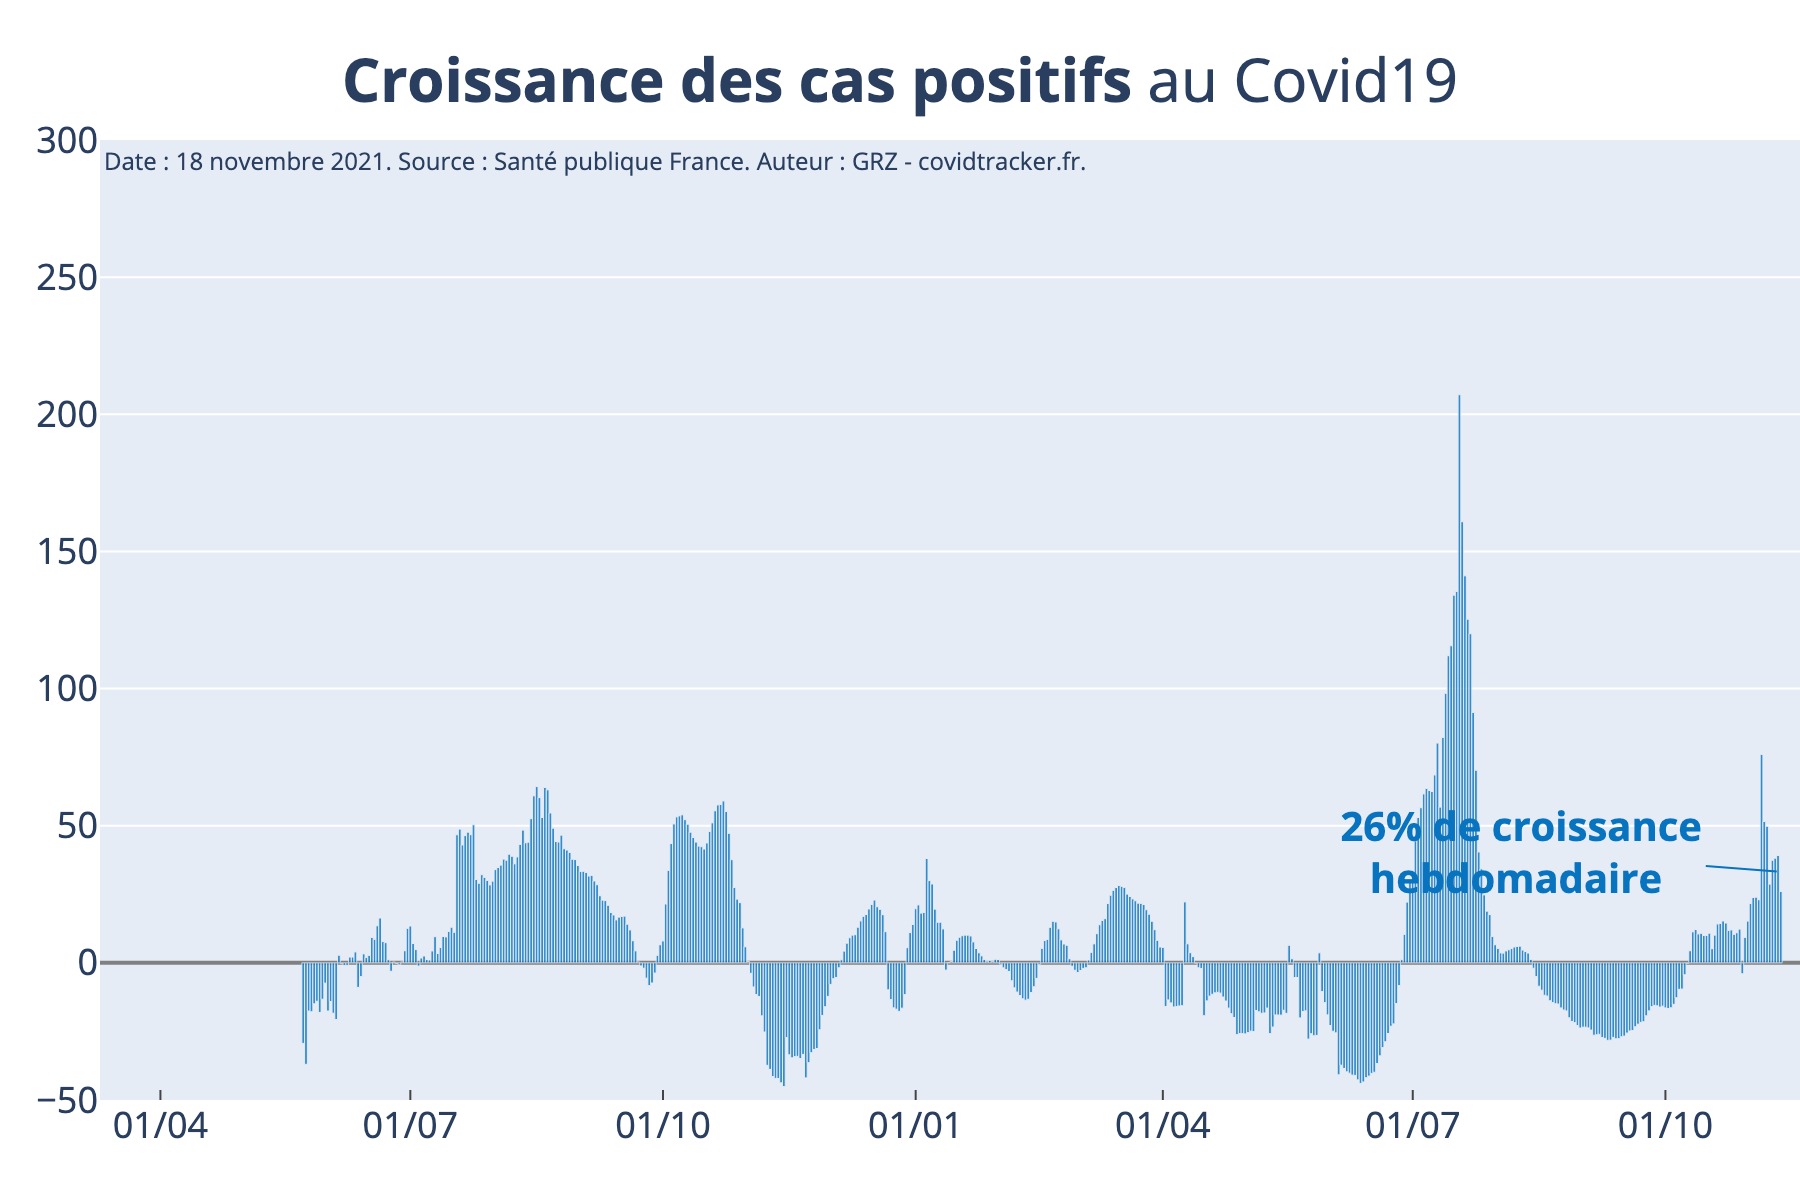 Croissance des cas positifs au Covid19
Date : 18 novembre 2021. Source : Santé publique France. Auteur : GRZ - covidtracker.fr.
300
250
200
150
100
50
0
−50
26% de croissance
hebdomadaire
01/04 01/07 01/10 01/01 01/04 01/07 01/10